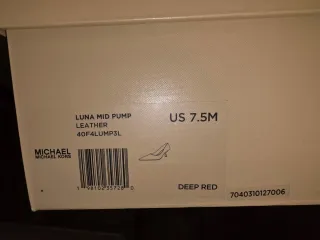 LUNA MID PUMP
LEATHER
40F4LUMP3L
US 7.5M
MICHAEL
MICHAEL KORS
DEEP RED
7040310127006